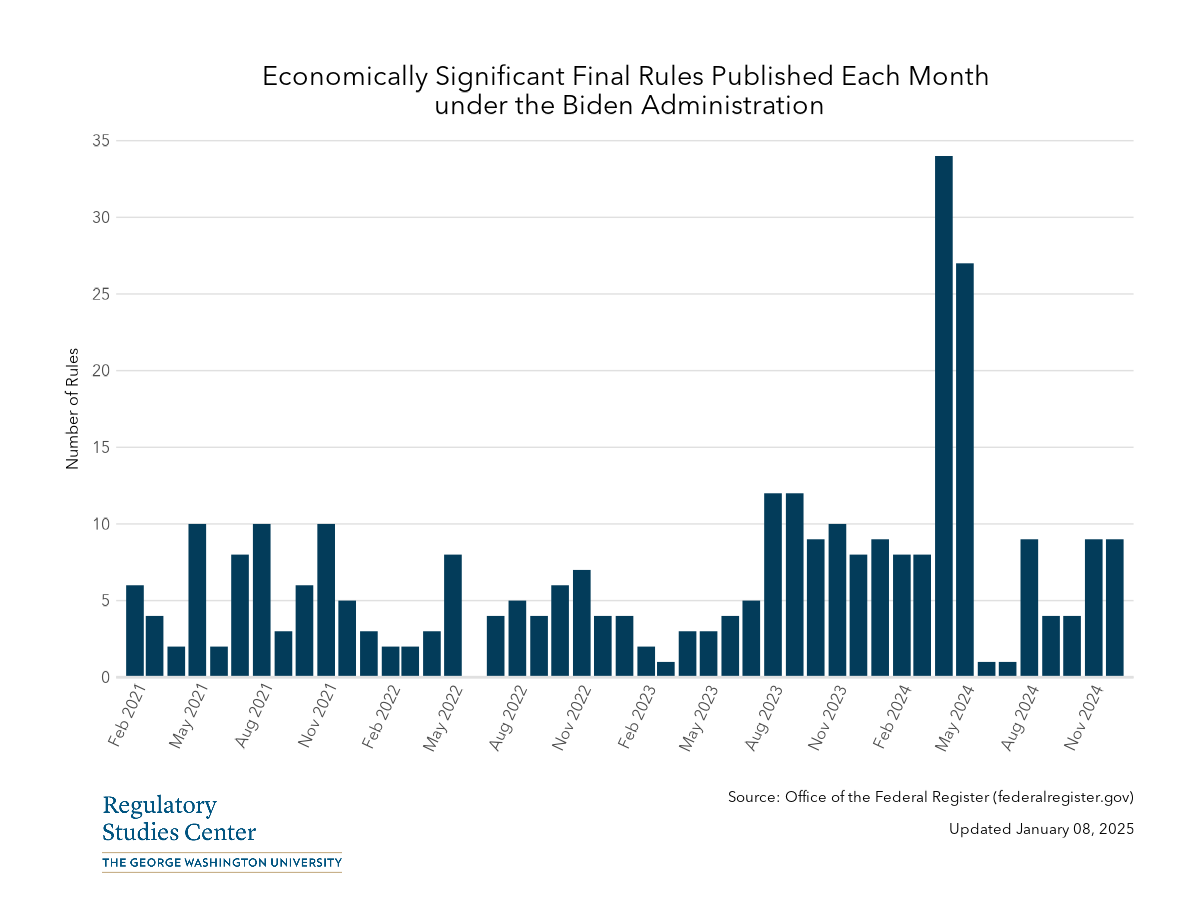 Economically Significant Final Rules Published Each Month
under the Biden Administration
35
30
25
20
15
10
5
0
Number of Rules
Feb 2021
May 2021
Aug 2021
Nov 2021
Feb 2022
May 2022
Aug 2022
Nov 2022
Feb 2023
May 2023
Aug 2023
Nov 2023
Feb 2024
May 2024
Aug 2024
Nov 2024
Regulatory
Studies Center
THE GEORGE WASHINGTON UNIVERSITY
Source: Office of the Federal Register (federalregister.gov)
Updated January 08, 2025